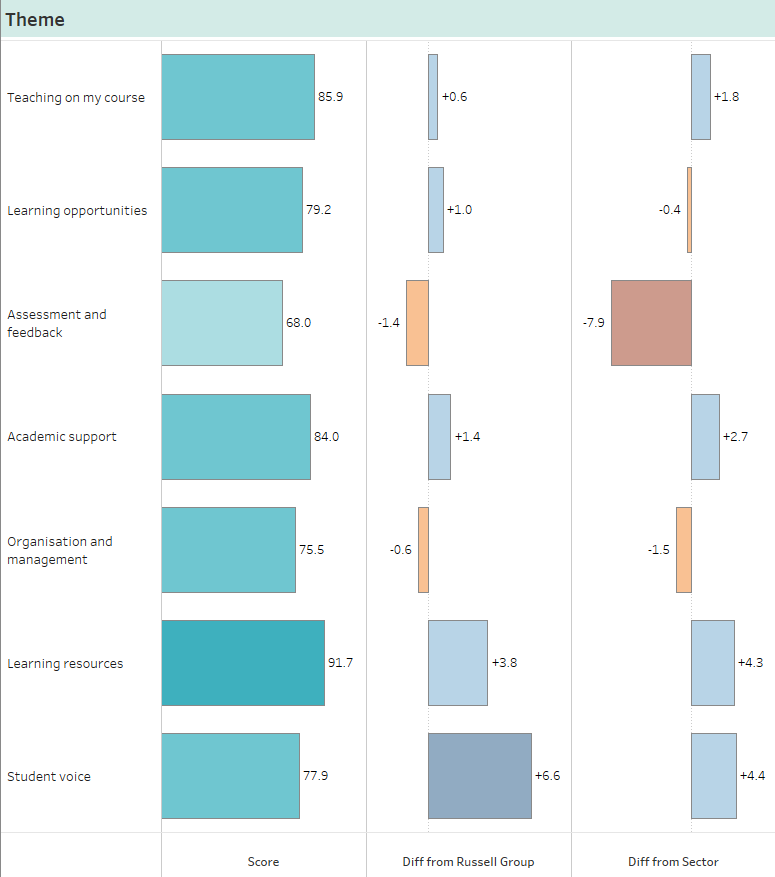 Theme
Teaching on my course 85.9 +0.6 +1.8
Learning opportunities 79.2 +1.0 -0.4
Assessment and
feedback 68.0 -1.4 -7.9
Academic support 84.0 +1.4 +2.7
Organisation and
management 75.5 -0.6 -1.5
Learning resources 91.7 +3.8 +4.3
Student voice 77.9 +6.6 +4.4
Score Diff from Russell Group Diff from Sector